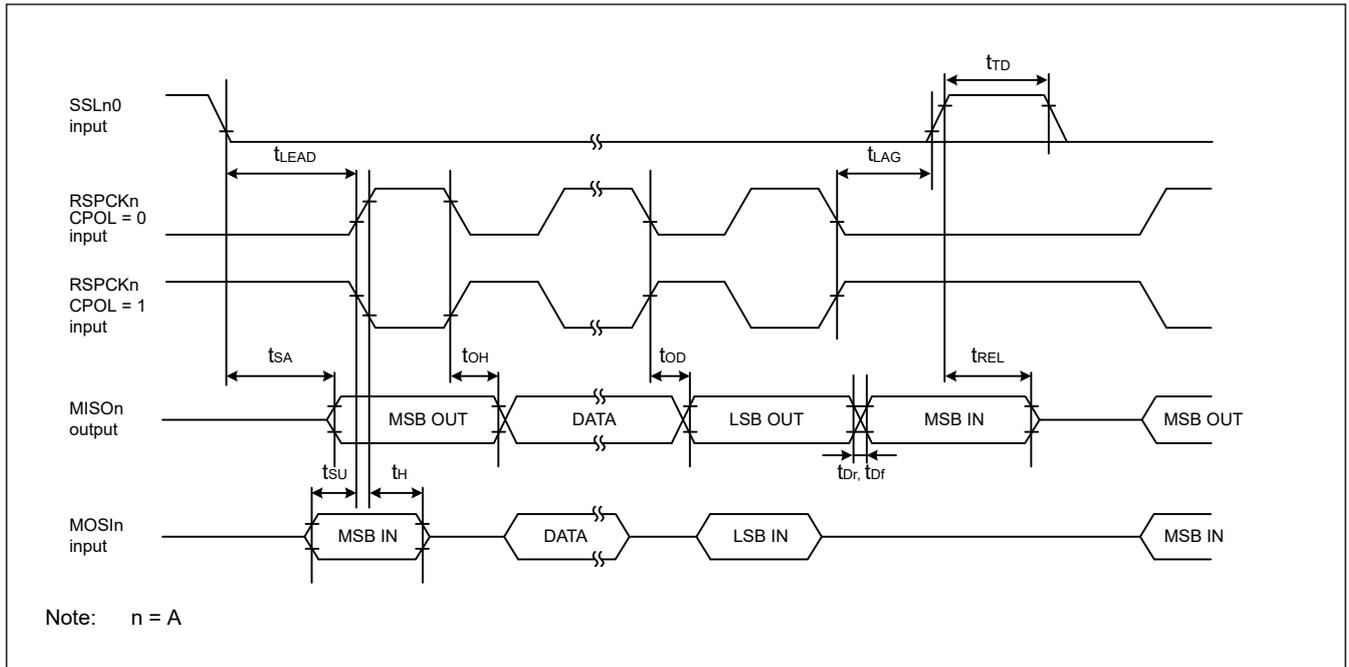 tTD
SSLn0
input
tLEAD
tLAG
RSPCKn
CPOL = 0
input
RSPCKn
CPOL = 1
input
tSA
tOH
tOD
tREL
MISOn
output
MSB OUT
DATA
LSB OUT
MSB IN
MSB OUT
tSU
tH
tDr, tDf
MOSIn
input
MSB IN
DATA
LSB IN
MSB IN
Note: n = A